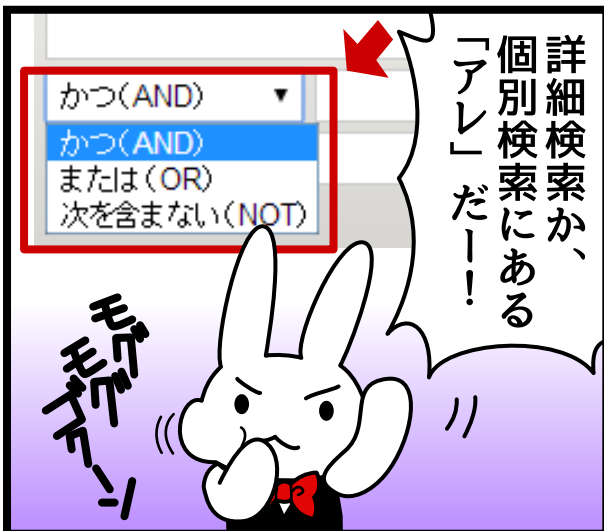 詳細検索か、
個別検索にある
「アレ」だー！
かつ(AND)
かつ(AND)
または(OR)
次を含まない(NOT)
モグ
モグ
ゴクーン